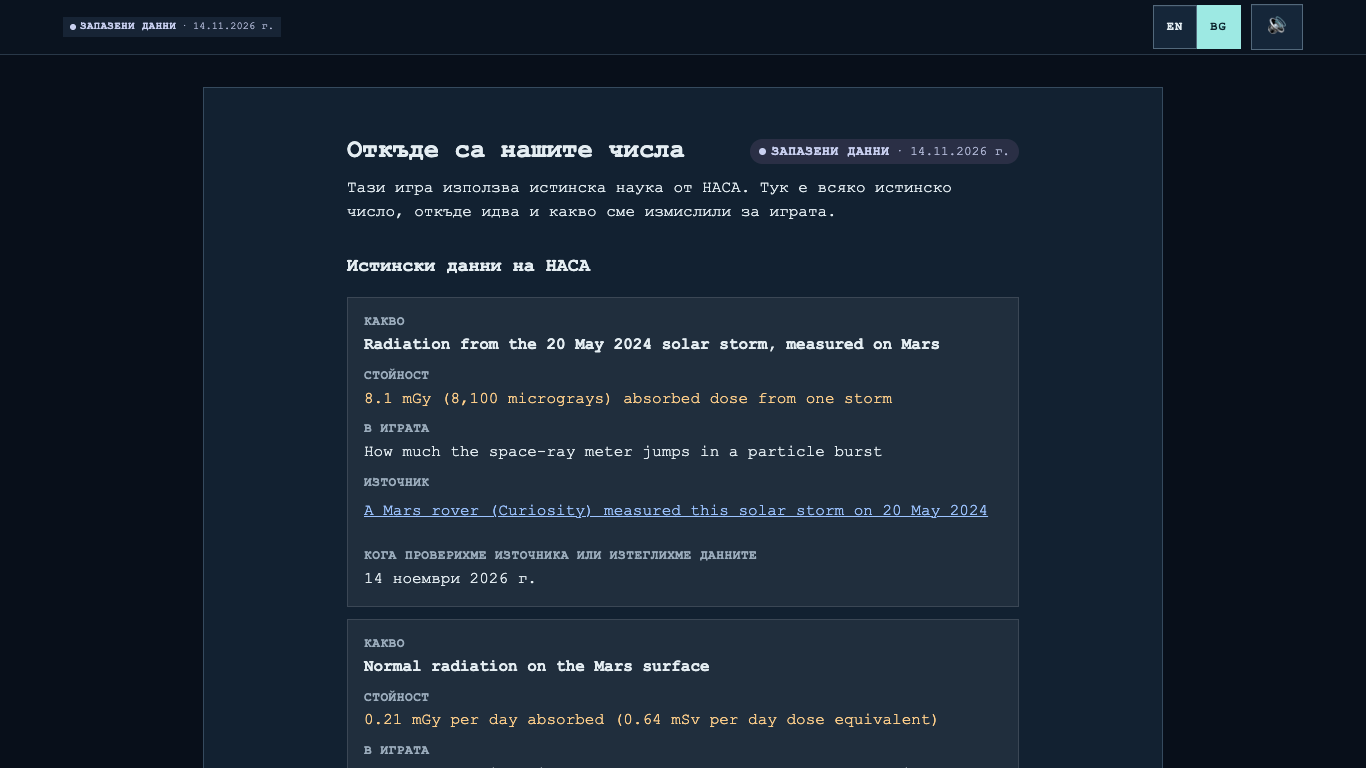 ЗАПАЗЕНИ ДАННИ · 14.11.2026 г.
EN BG
Откъде са нашите числа
ЗАПАЗЕНИ ДАННИ · 14.11.2026 г.
Тази игра използва истинска наука от НАСА. Тук е всяко истинско
число, откъде идва и какво сме измислили за играта.
Истински данни на НАСА
КАКВО
Radiation from the 20 May 2024 solar storm, measured on Mars
СТОЙНОСТ
8.1 mGy (8,100 micrograys) absorbed dose from one storm
В ИГРАТА
How much the space-ray meter jumps in a particle burst
ИЗТОЧНИК
A Mars rover (Curiosity) measured this solar storm on 20 May 2024
КОГА ПРОВЕРИХМЕ ИЗТОЧНИКА ИЛИ ИЗТЕГЛИХМЕ ДАННИТЕ
14 ноември 2026 г.
КАКВО
Normal radiation on the Mars surface
СТОЙНОСТ
0.21 mGy per day absorbed (0.64 mSv per day dose equivalent)
В ИГРАТА